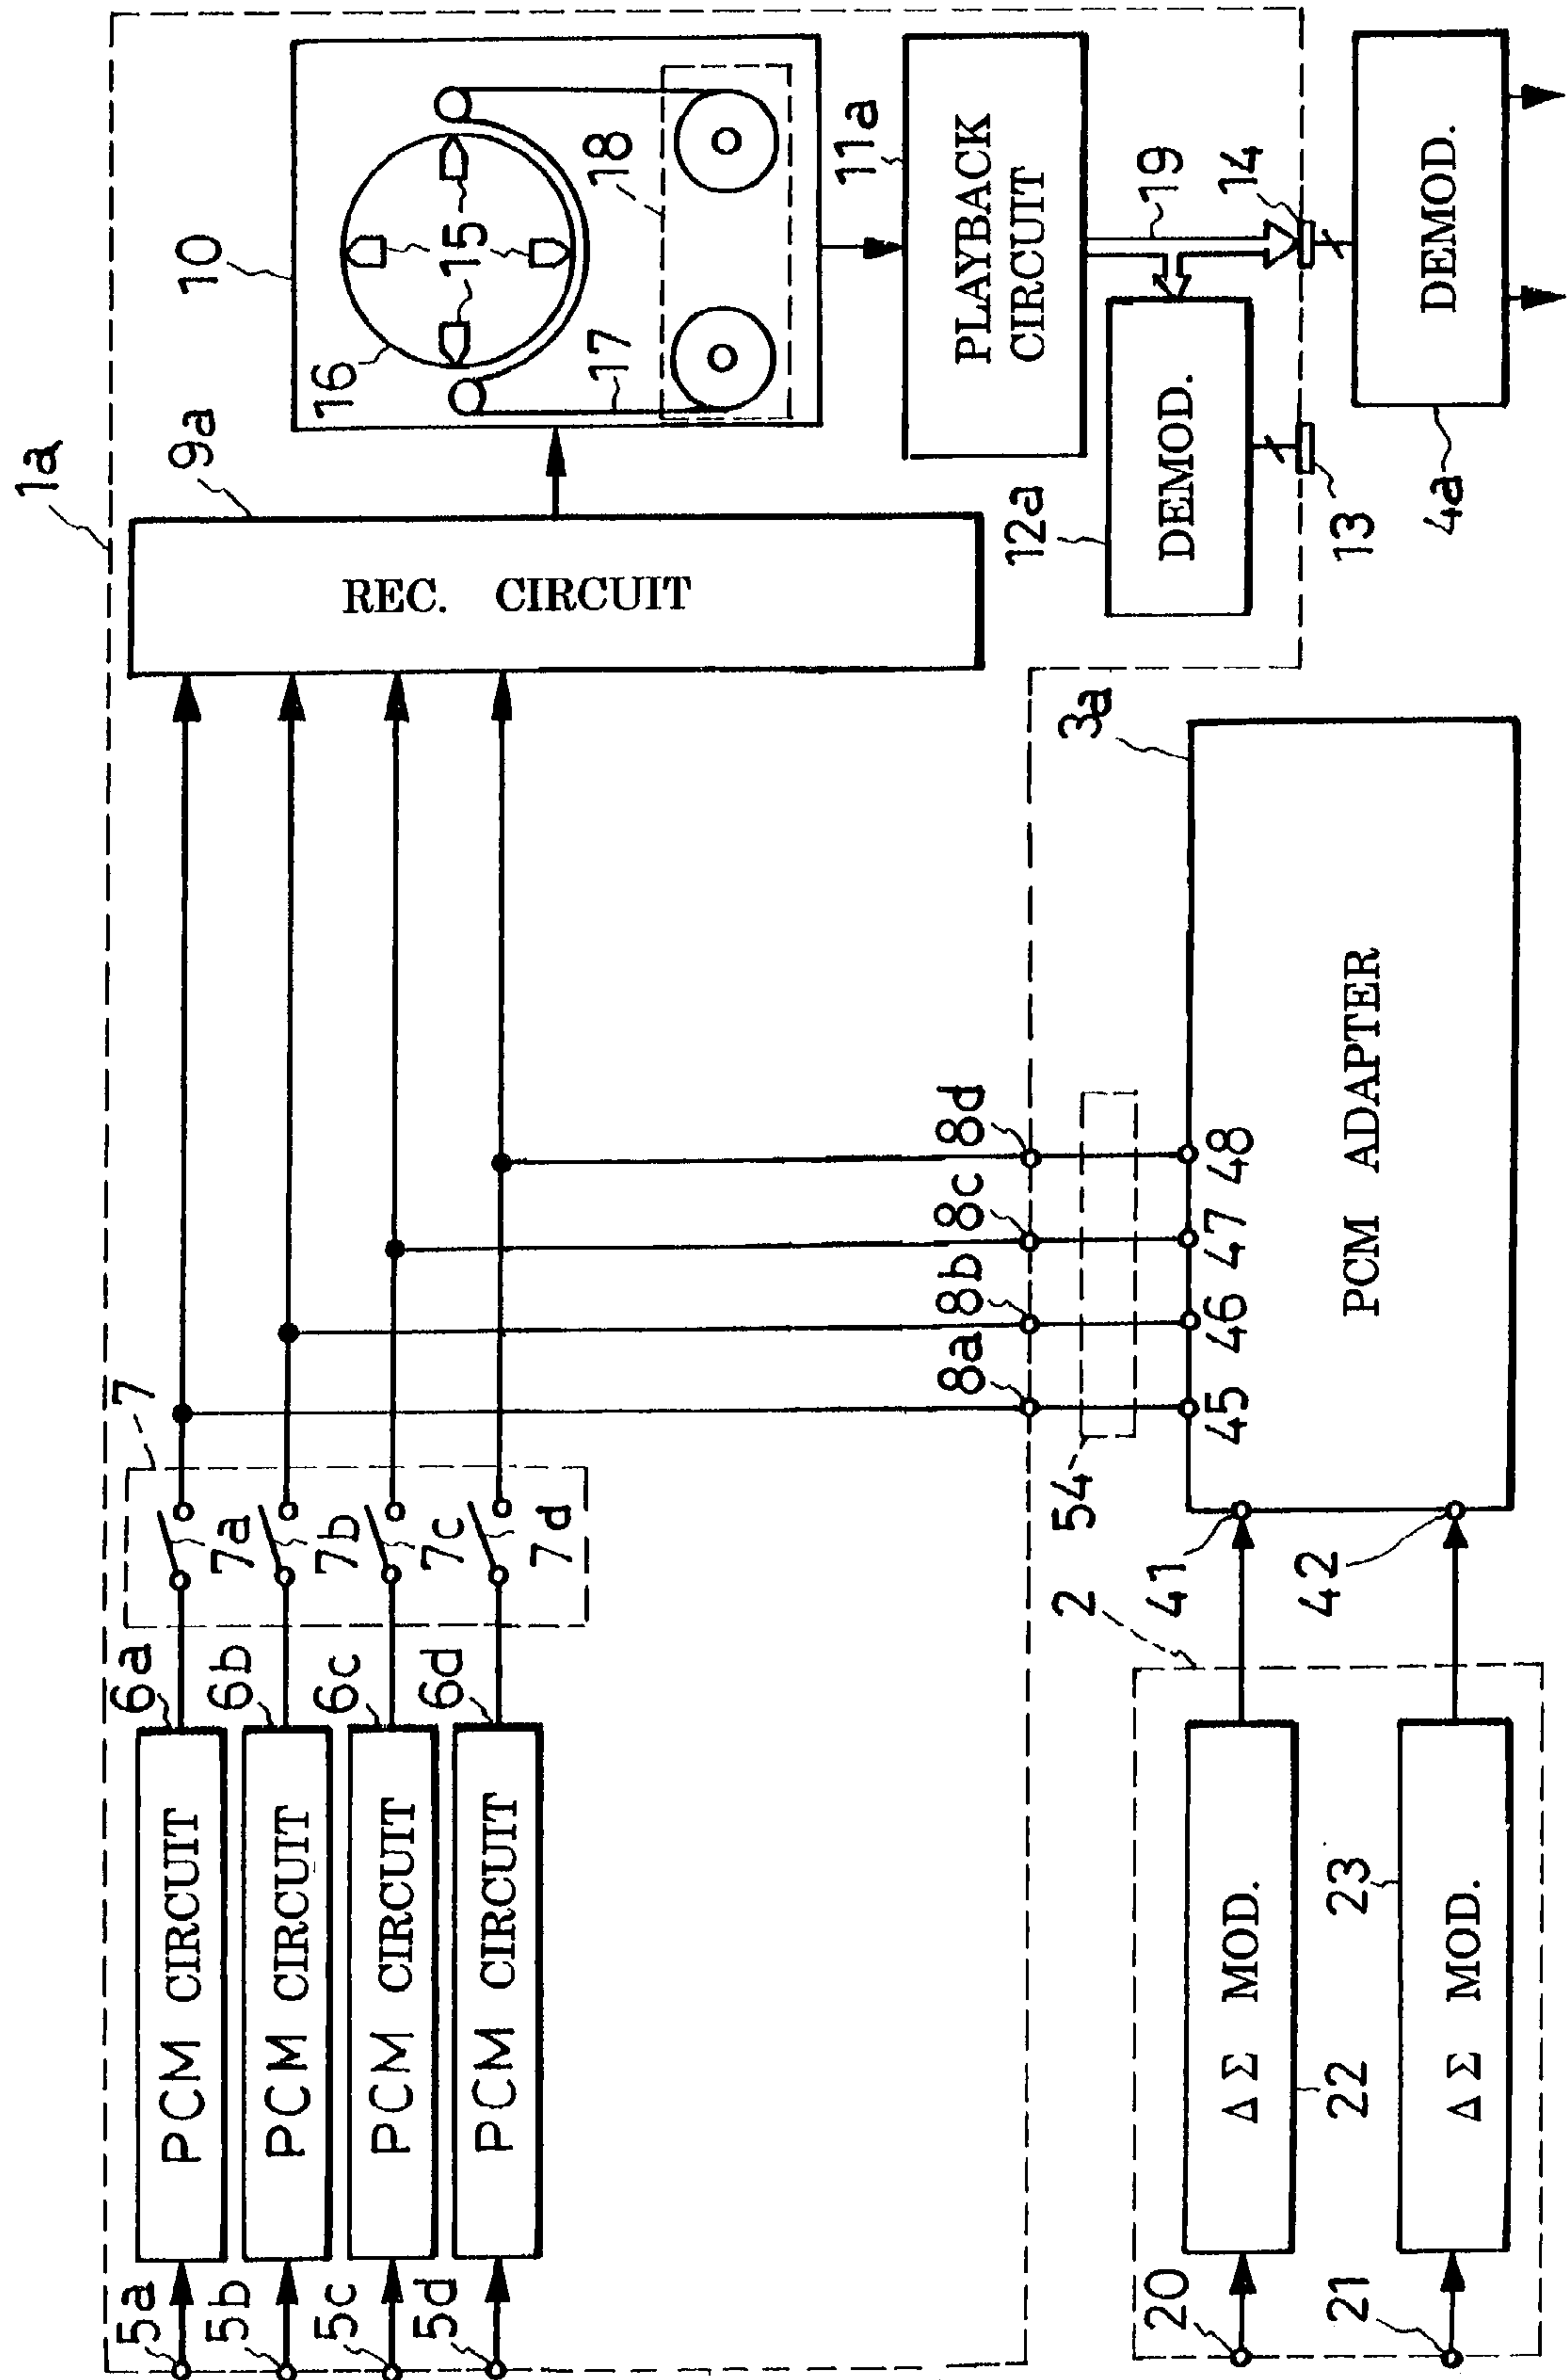 1a
5a
PCM CIRCUIT
6a
7
7a
5b
PCM CIRCUIT
6b
7b
5c
PCM CIRCUIT
6c
7c
5d
PCM CIRCUIT
6d
7d
8a
8b
8c
8d
REC. CIRCUIT
9a
10
16
15
17
18
PLAYBACK
CIRCUIT
11a
19
14
DEMOD.
12a
13
DEMOD.
4a
2
20
ΔΣ MOD.
22
41
21
ΔΣ MOD.
23
42
54
45
46
47
48
PCM ADAPTER
3a